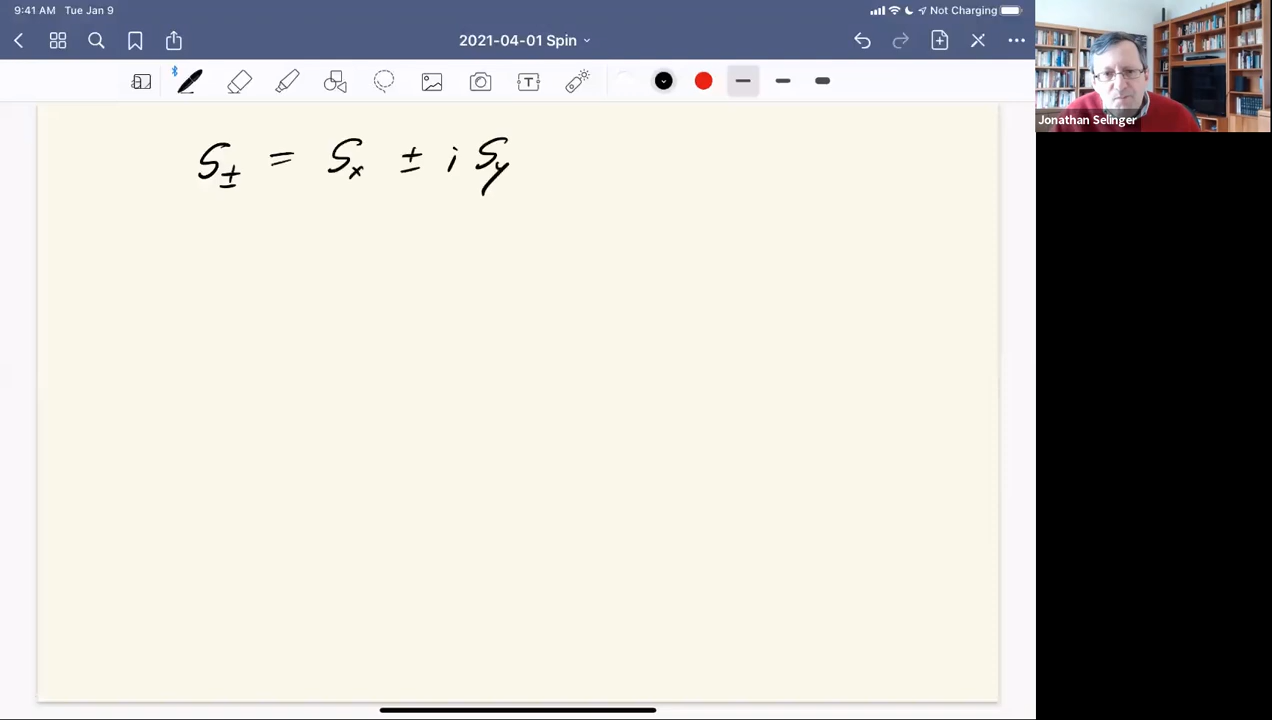 9:41 AM Tue Jan 9
Not Charging
2021-04-01 Spin
T
Jonathan Selinger
S± = Sx ± i Sy